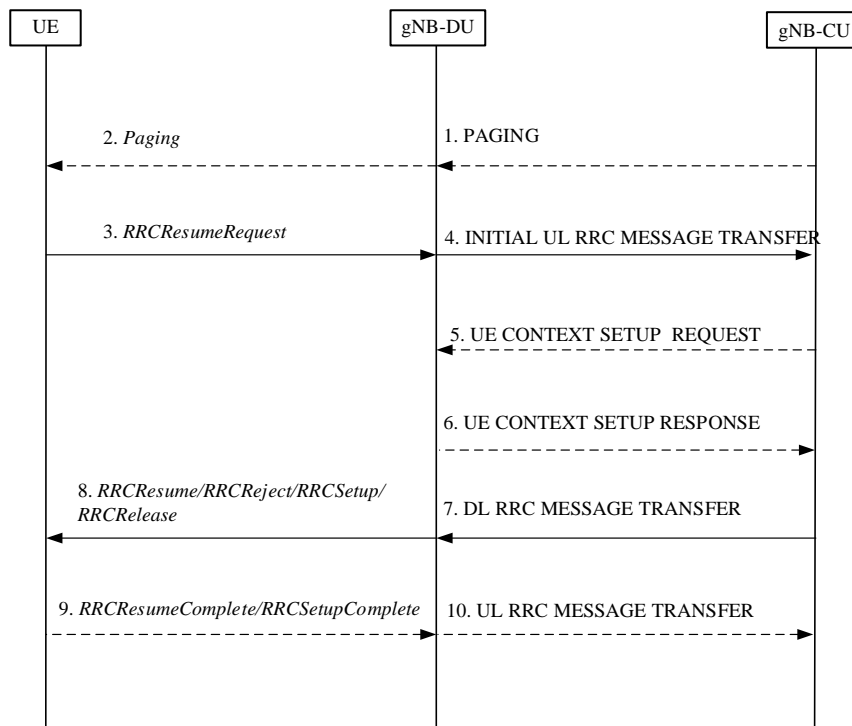 UE
gNB-DU
gNB-CU
2. Paging
1. PAGING
3. RRCResumeRequest
4. INITIAL UL RRC MESSAGE TRANSFER
5. UE CONTEXT SETUP REQUEST
6. UE CONTEXT SETUP RESPONSE
8. RRCResume/RRCReject/RRCSetup/
RRCRelease
7. DL RRC MESSAGE TRANSFER
9. RRCResumeComplete/RRCSetupComplete
10. UL RRC MESSAGE TRANSFER